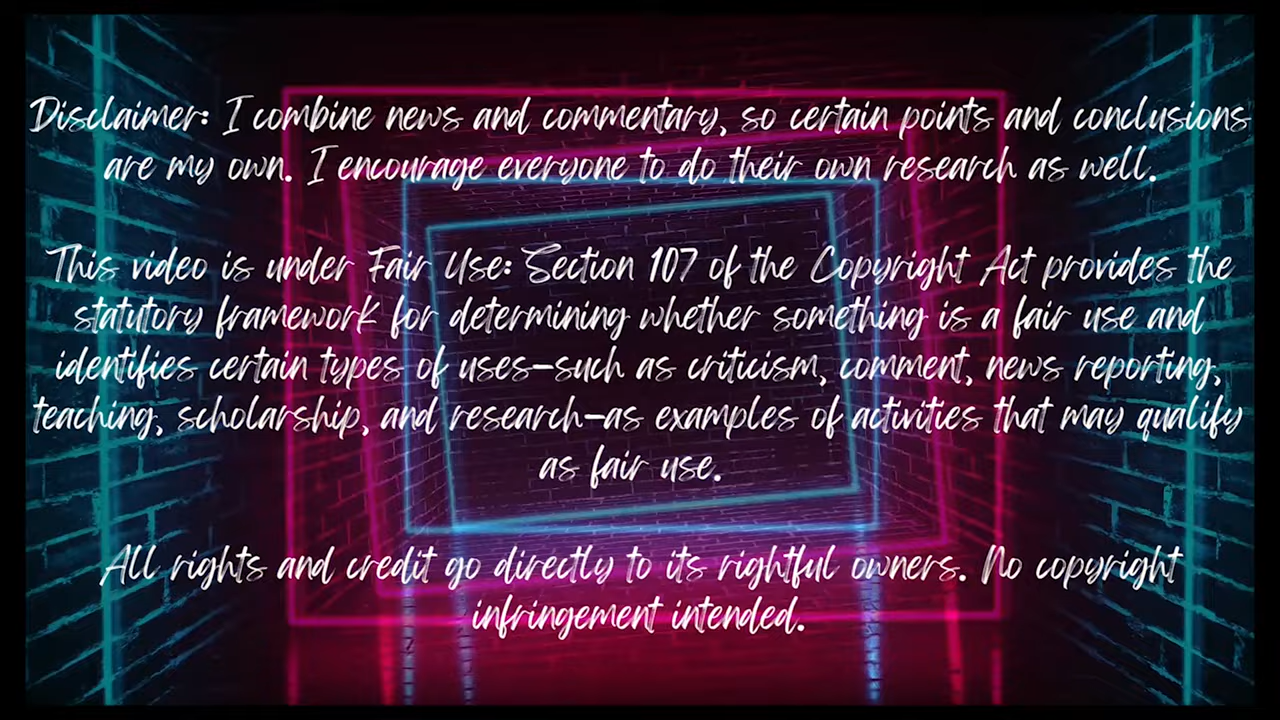 Disclaimer: I combine news and commentary, so certain points and conclusions
are my own. I encourage everyone to do their own research as well.
This video is under Fair Use: Section 107 of the Copyright Act provides the
statutory framework for determining whether something is a fair use and
identifies certain types of uses—such as criticism, comment, news reporting,
teaching, scholarship, and research—as examples of activities that may qualify
as fair use.
All rights and credit go directly to its rightful owners. No copyright
infringement intended.